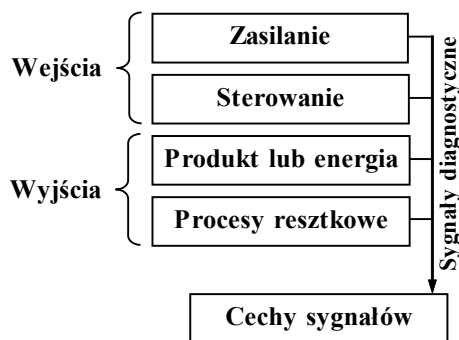 Zasilanie
Wejścia
Sterowanie
Produkt lub energia
Wyjścia
Procesy resztkowe
Sygnały diagnostyczne
Cechy sygnałów